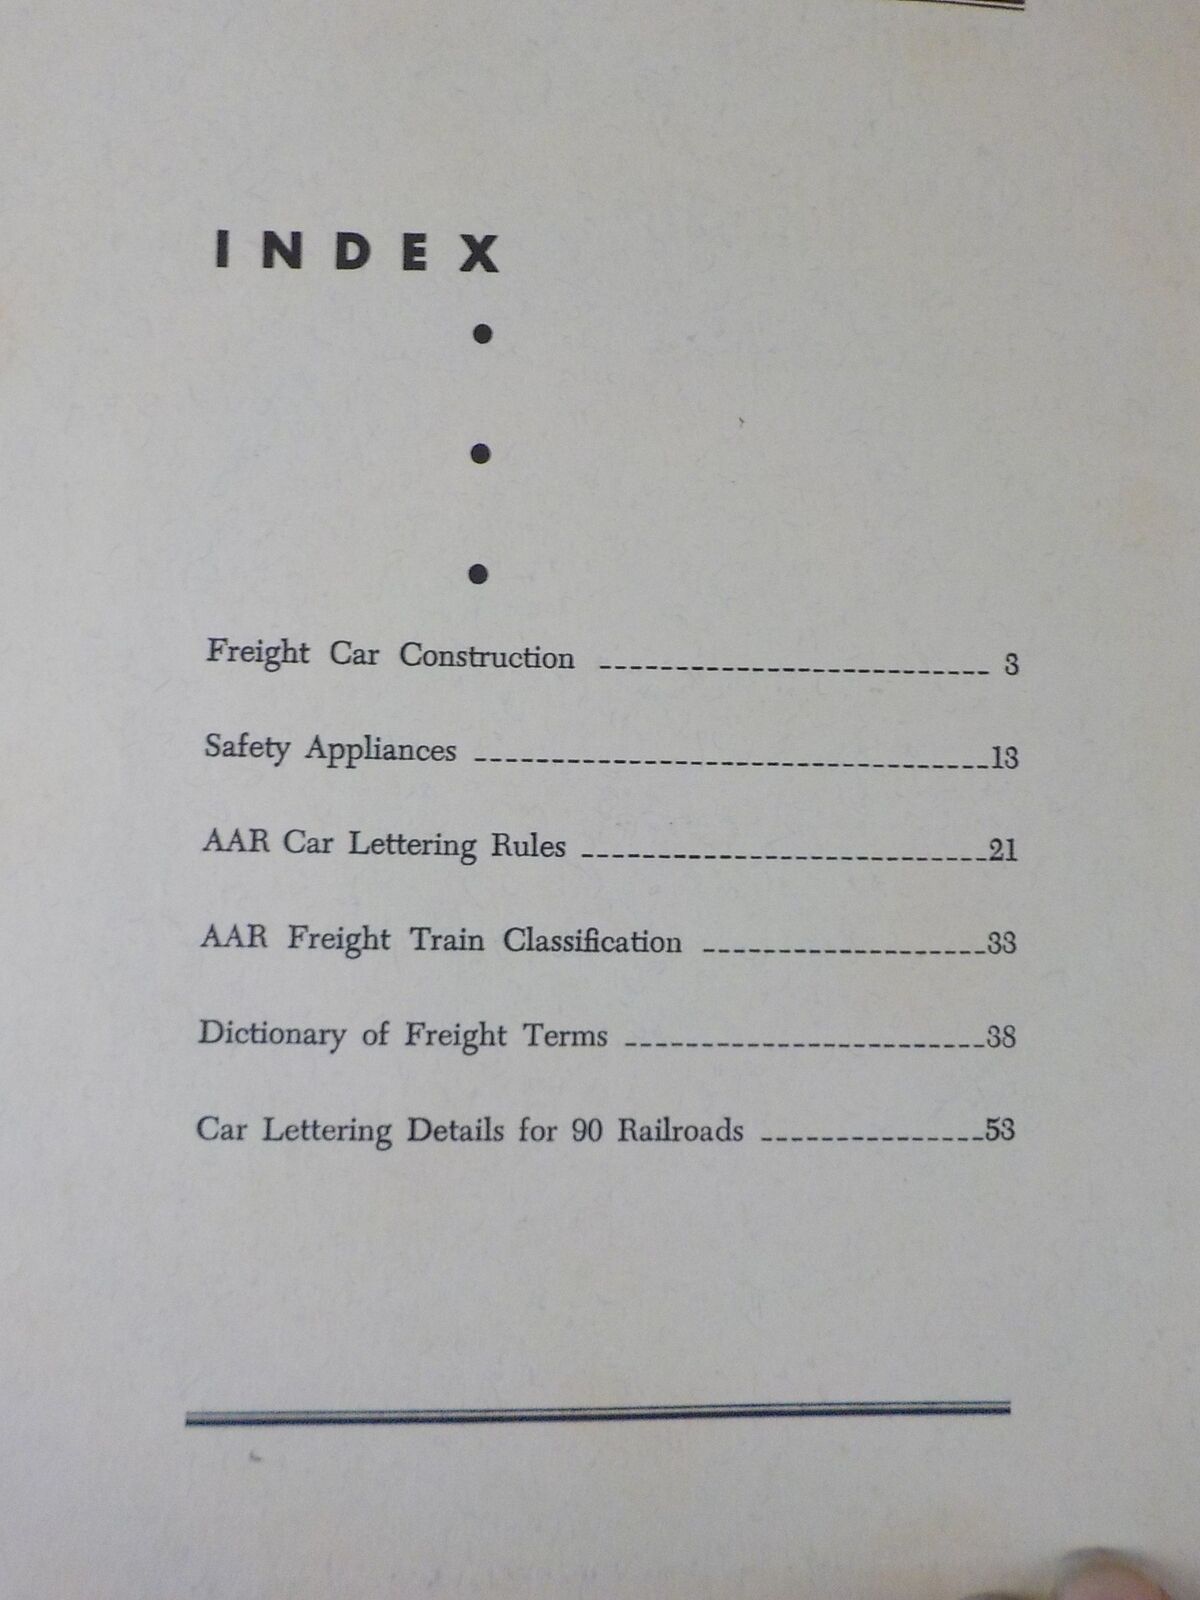 INDEX
Freight Car Construction 3
Safety Appliances 13
AAR Car Lettering Rules 21
AAR Freight Train Classification 33
Dictionary of Freight Terms 38
Car Lettering Details for 90 Railroads 53